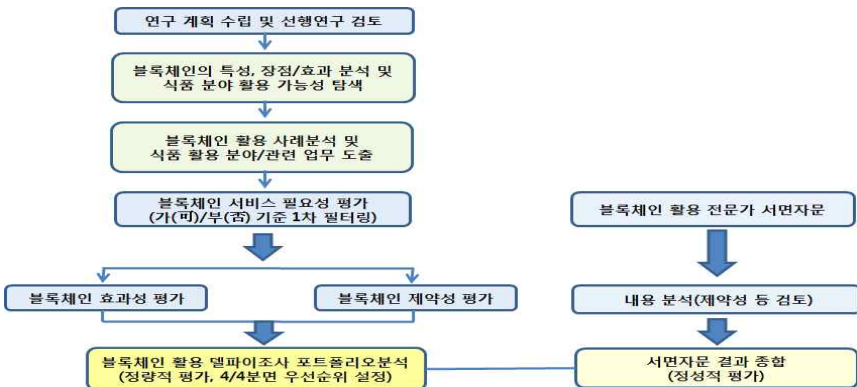 연구 계획 수립 및 선행연구 검토
블록체인의 특성, 장점/효과 분석 및
식품 분야 활용 가능성 탐색
블록체인 활용 사례분석 및
식품 활용 분야/관련 업무 도출
블록체인 서비스 필요성 평가
(가(可)/부(否) 기준 1차 필터링)
블록체인 효과성 평가
블록체인 제약성 평가
블록체인 활용 델파이조사 포트폴리오분석
(정량적 평가, 4/4분면 우선순위 설정)
블록체인 활용 전문가 서면자문
내용 분석(제약성 등 검토)
서면자문 결과 종합
(정성적 평가)